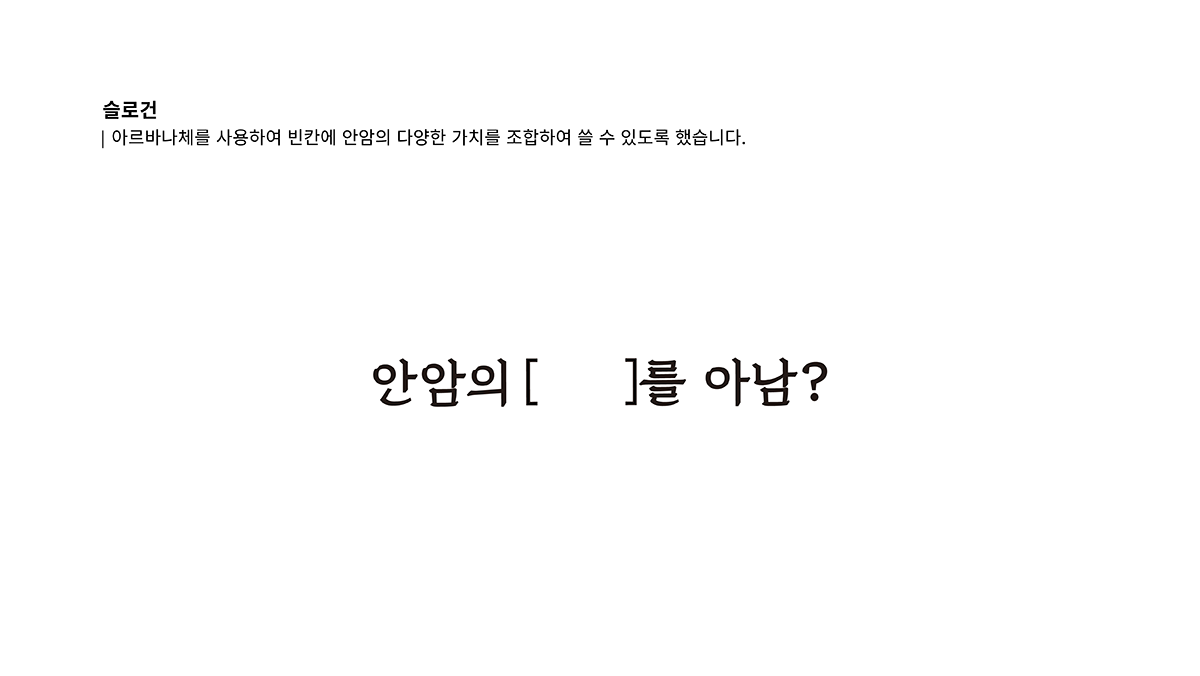 슬로건
| 아르바나체를 사용하여 빈칸에 안암의 다양한 가치를 조합하여 쓸 수 있도록 했습니다.
안암의 [      ]를 아남?